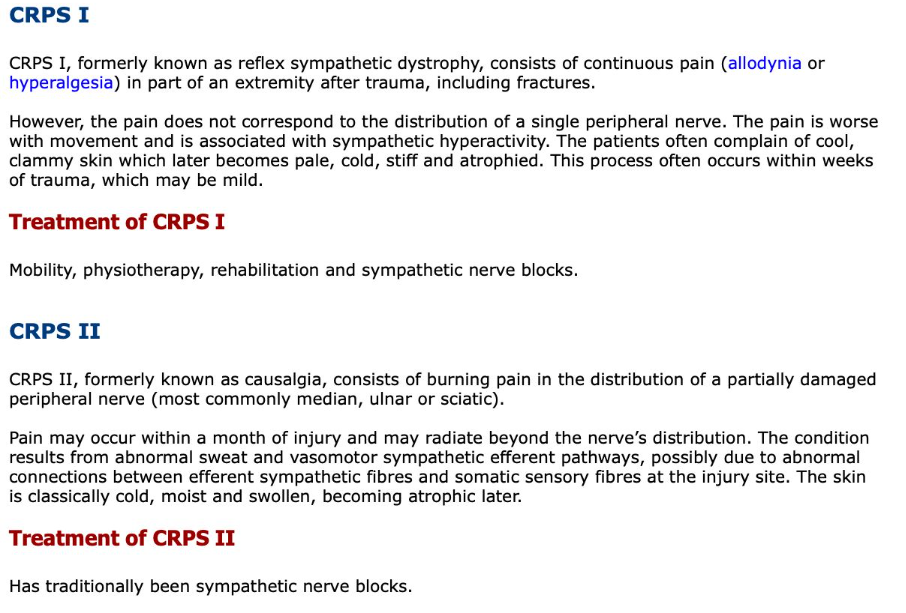 CRPS I
CRPS I, formerly known as reflex sympathetic dystrophy, consists of continuous pain (allodynia or
hyperalgesia) in part of an extremity after trauma, including fractures.
However, the pain does not correspond to the distribution of a single peripheral nerve. The pain is worse
with movement and is associated with sympathetic hyperactivity. The patients often complain of cool,
clammy skin which later becomes pale, cold, stiff and atrophied. This process often occurs within weeks
of trauma, which may be mild.
Treatment of CRPS I
Mobility, physiotherapy, rehabilitation and sympathetic nerve blocks.
CRPS II
CRPS II, formerly known as causalgia, consists of burning pain in the distribution of a partially damaged
peripheral nerve (most commonly median, ulnar or sciatic).
Pain may occur within a month of injury and may radiate beyond the nerve’s distribution. The condition
results from abnormal sweat and vasomotor sympathetic efferent pathways, possibly due to abnormal
connections between efferent sympathetic fibres and somatic sensory fibres at the injury site. The skin
is classically cold, moist and swollen, becoming atrophic later.
Treatment of CRPS II
Has traditionally been sympathetic nerve blocks.